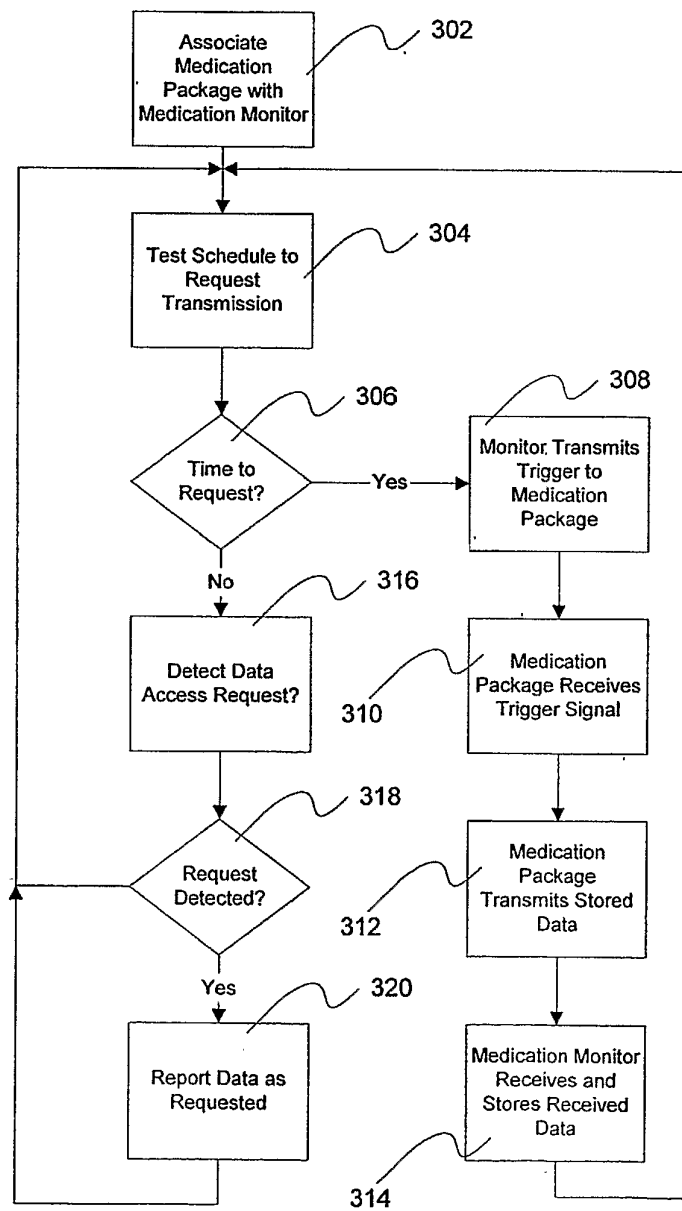 302
Associate
Medication
Package with
Medication Monitor
304
Test Schedule to
Request
Transmission
306
Time to
Request?
Yes
308
Monitor Transmits
Trigger to
Medication
Package
No
316
Detect Data
Access Request?
310
Medication
Package Receives
Trigger Signal
318
Request
Detected?
312
Medication
Package
Transmits Stored
Data
Yes
320
Report Data as
Requested
Medication Monitor
Receives and
Stores Received
Data
314